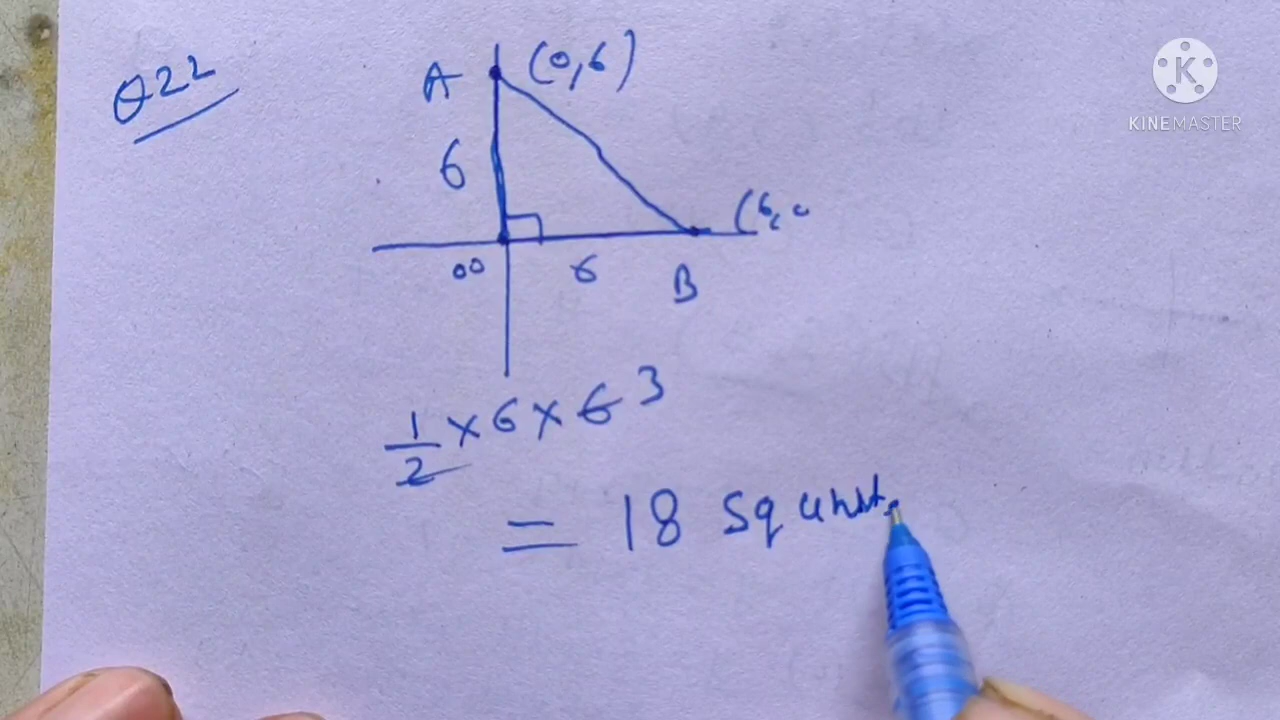 Q22
A (0,6)
6
(6,0
00 6 B
1/2 × 6 × 6 3
= 18 sq units
K
KINEMASTER